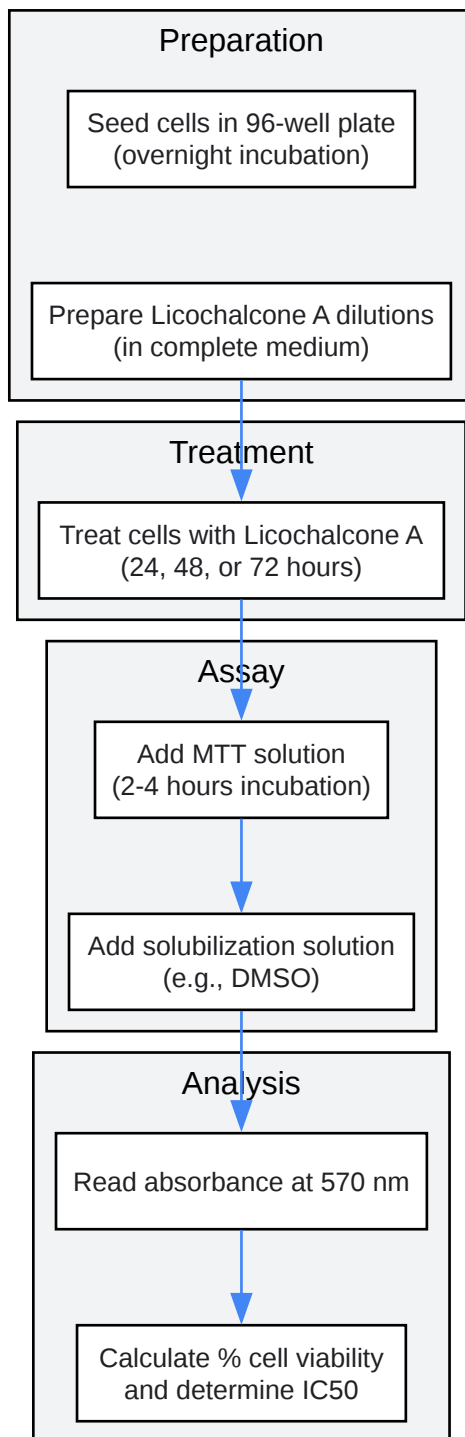 Preparation
Seed cells in 96-well plate
(overnight incubation)
Prepare Licochalcone A dilutions
(in complete medium)
Treatment
Treat cells with Licochalcone A
(24, 48, or 72 hours)
Assay
Add MTT solution
(2-4 hours incubation)
Add solubilization solution
(e.g., DMSO)
Analysis
Read absorbance at 570 nm
Calculate % cell viability
and determine IC50